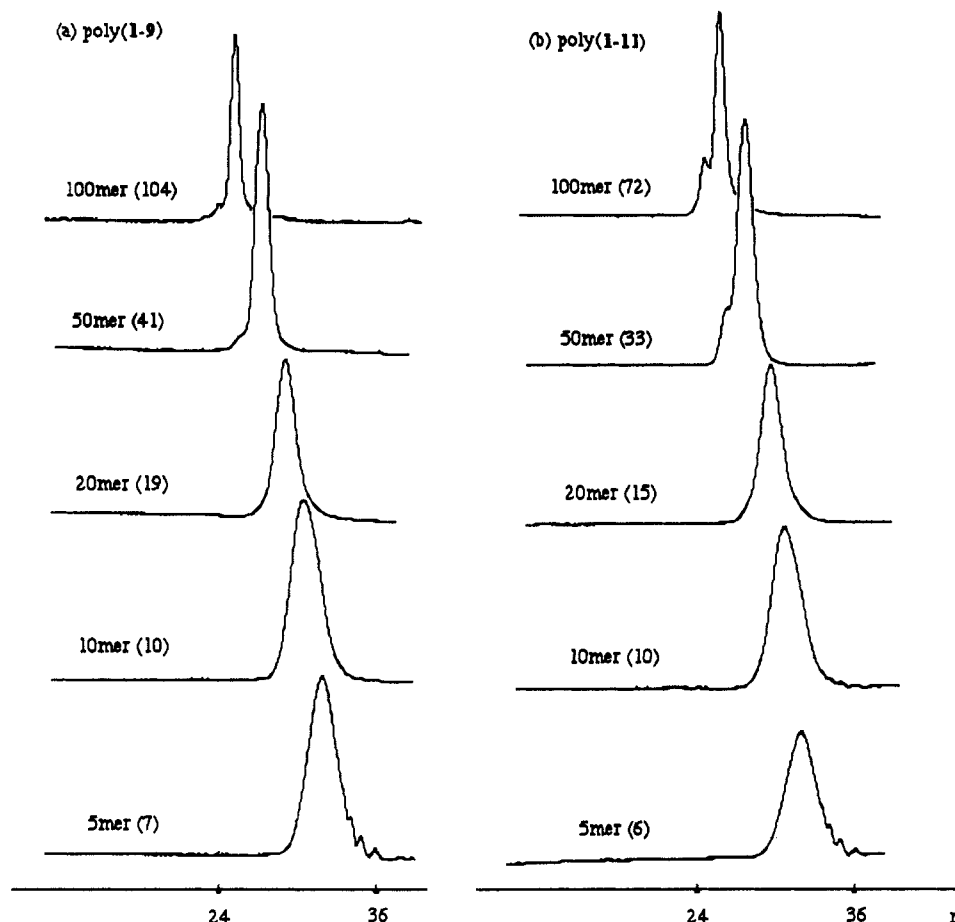 (a) poly(1-9)
100mer (104)
50mer (41)
20mer (19)
10mer (10)
5mer (7)
24 36
(b) poly(1-11)
100mer (72)
50mer (33)
20mer (15)
10mer (10)
5mer (6)
24 36